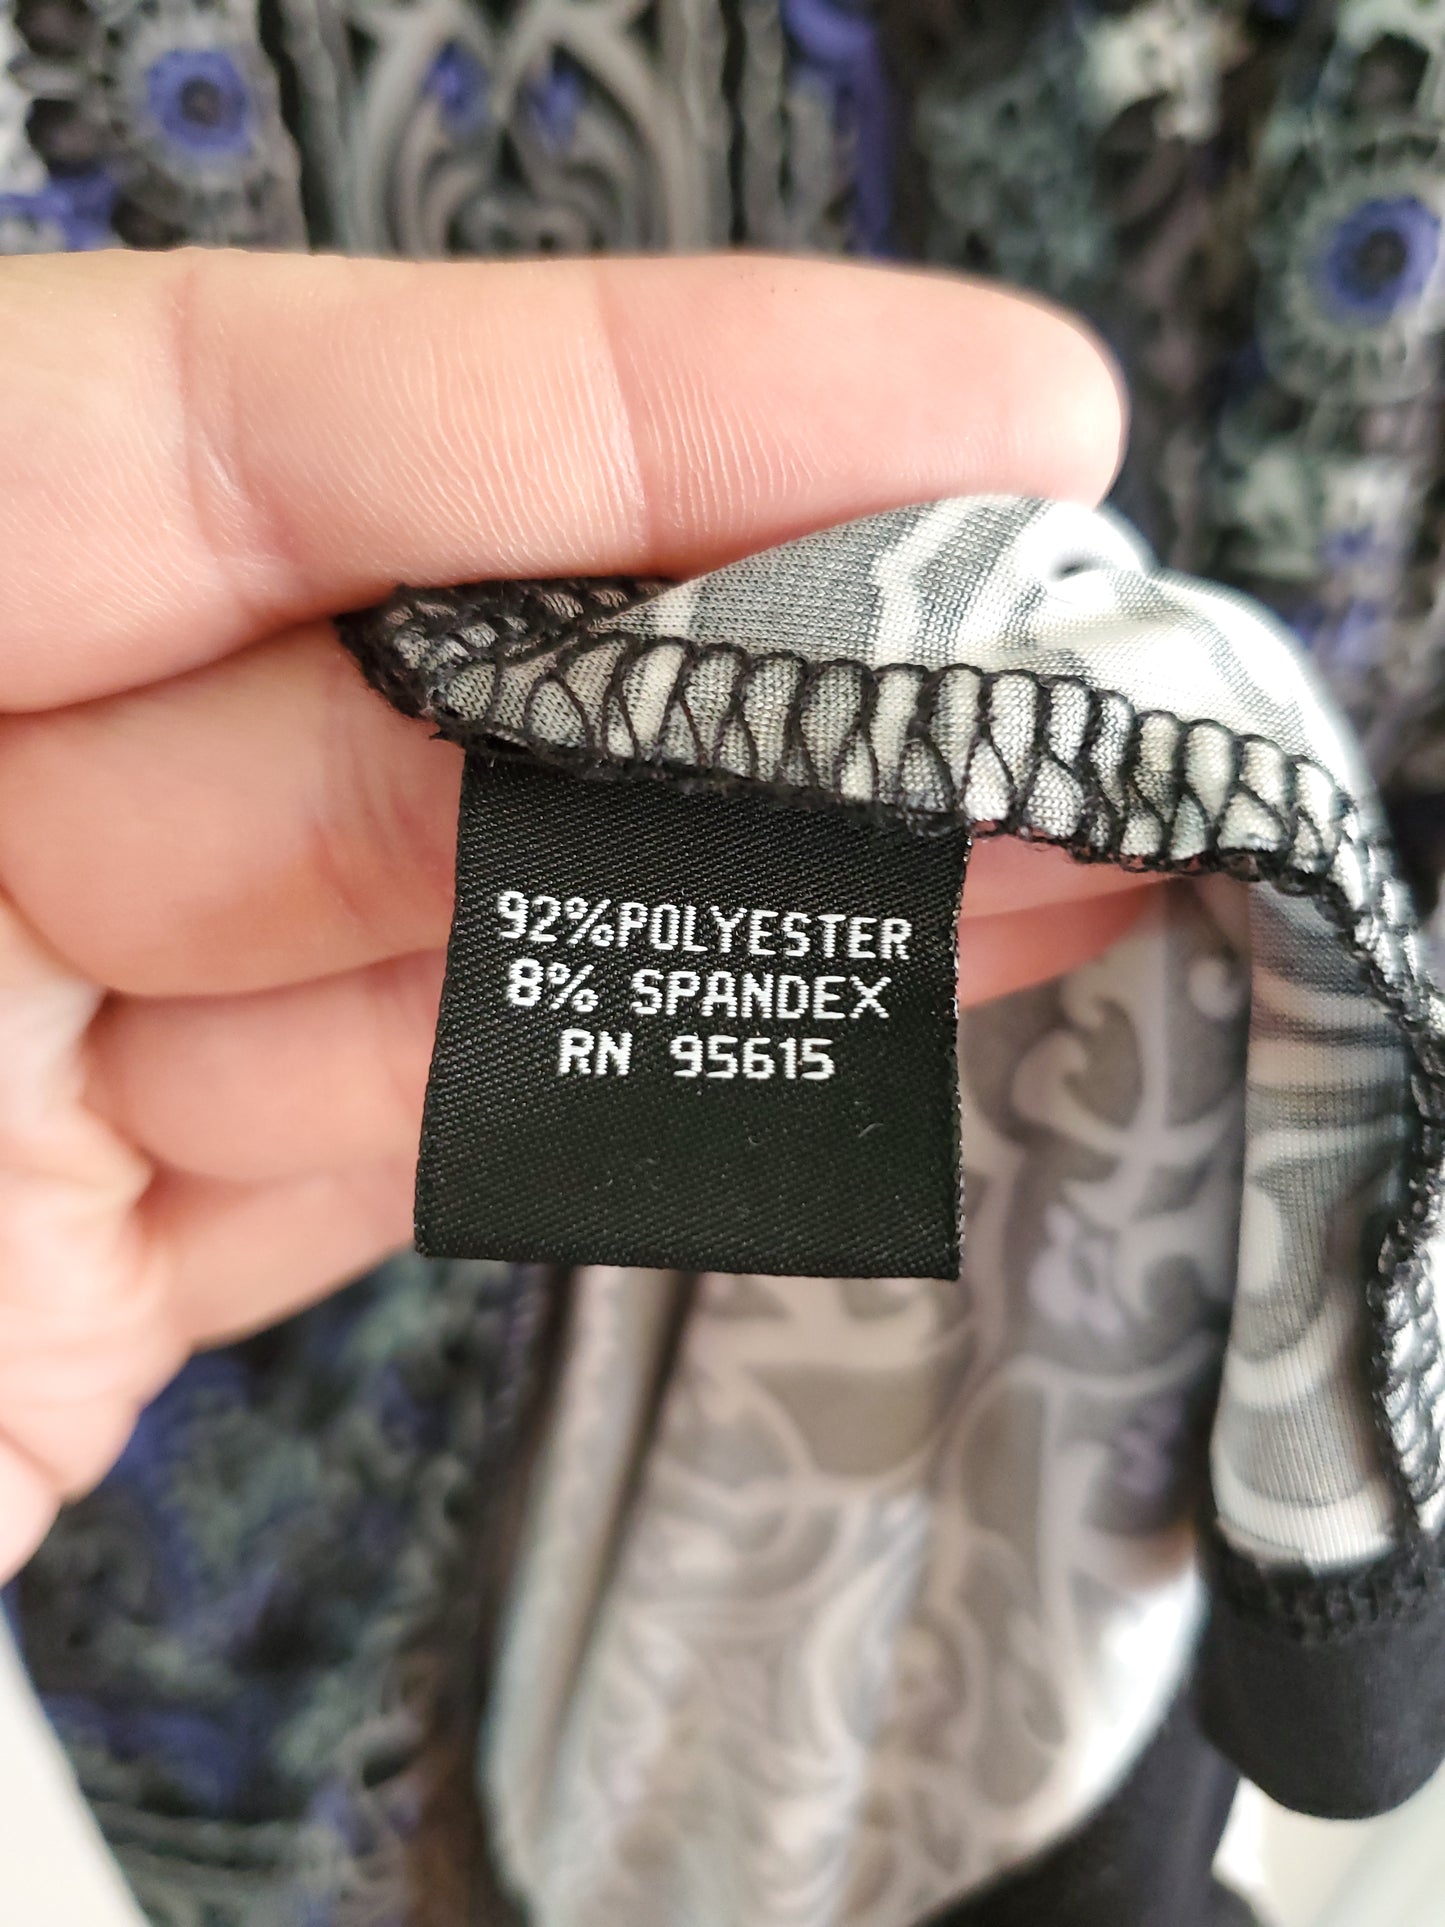 92%POLYESTER
8% SPANDEX
RN 95615